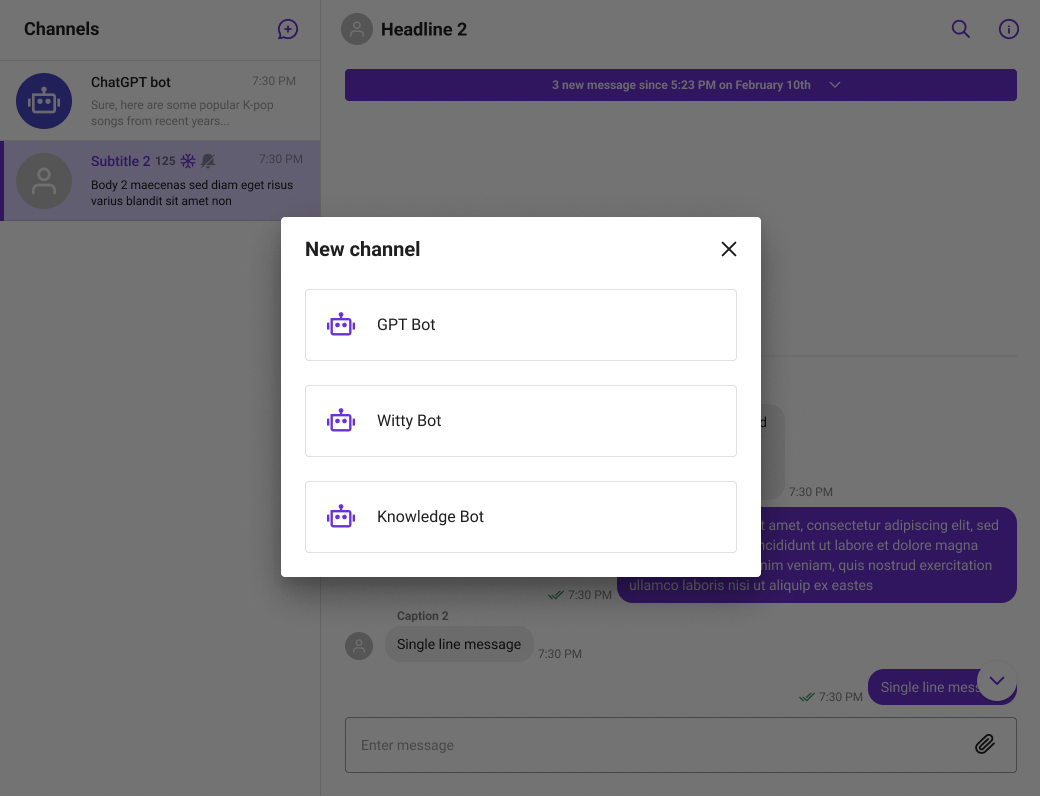 Channels
ChatGPT bot
7:30 PM
Sure, here are some popular K-pop
songs from recent years...
Subtitle 2 125
7:30 PM
Body 2 maecenas sed diam eget risus
varius blandit sit amet non
Headline 2
3 new message since 5:23 PM on February 10th
New channel
GPT Bot
Witty Bot
Knowledge Bot
7:30 PM
t amet, consectetur adipiscing elit, sed
ncididunt ut labore et dolore magna
nim veniam, quis nostrud exercitation
ullamco laboris nisi ut aliquip ex eastes
7:30 PM
Caption 2
Single line message
7:30 PM
Single line mess
7:30 PM
Enter message